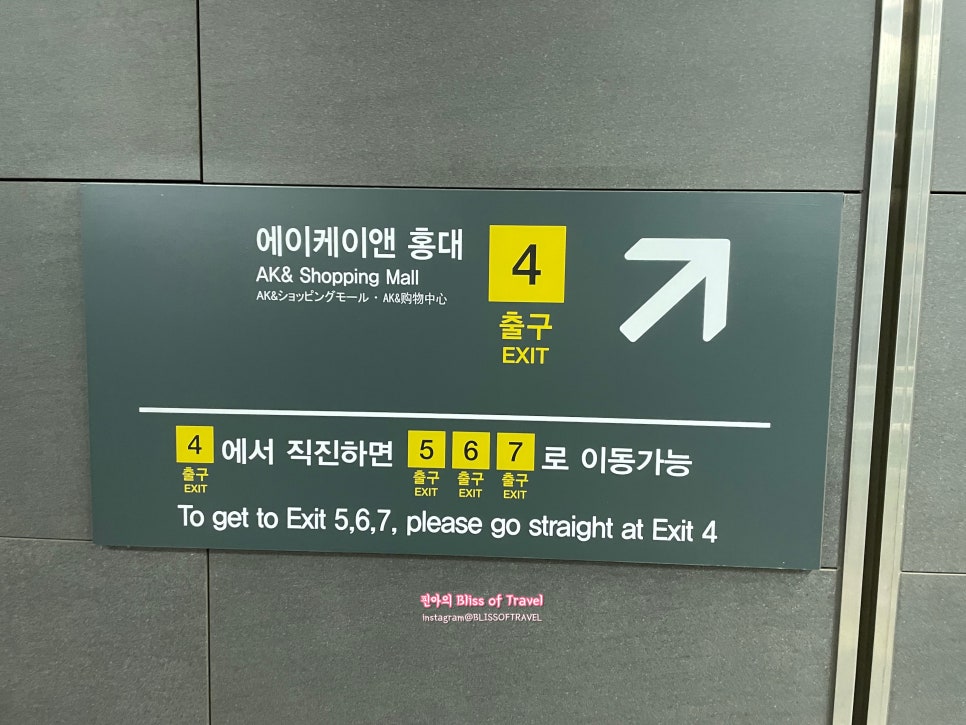 에이케이앤 홍대
AK& Shopping Mall
AK&ショッピングモール · AK&购物中心
4
출구
EXIT
4 출구 EXIT 에서 직진하면 5 출구 EXIT 6 출구 EXIT 7 출구 EXIT 로 이동가능
To get to Exit 5,6,7, please go straight at Exit 4
찐아의 Bliss of Travel
Instagram@BLISSOFTRAVEL